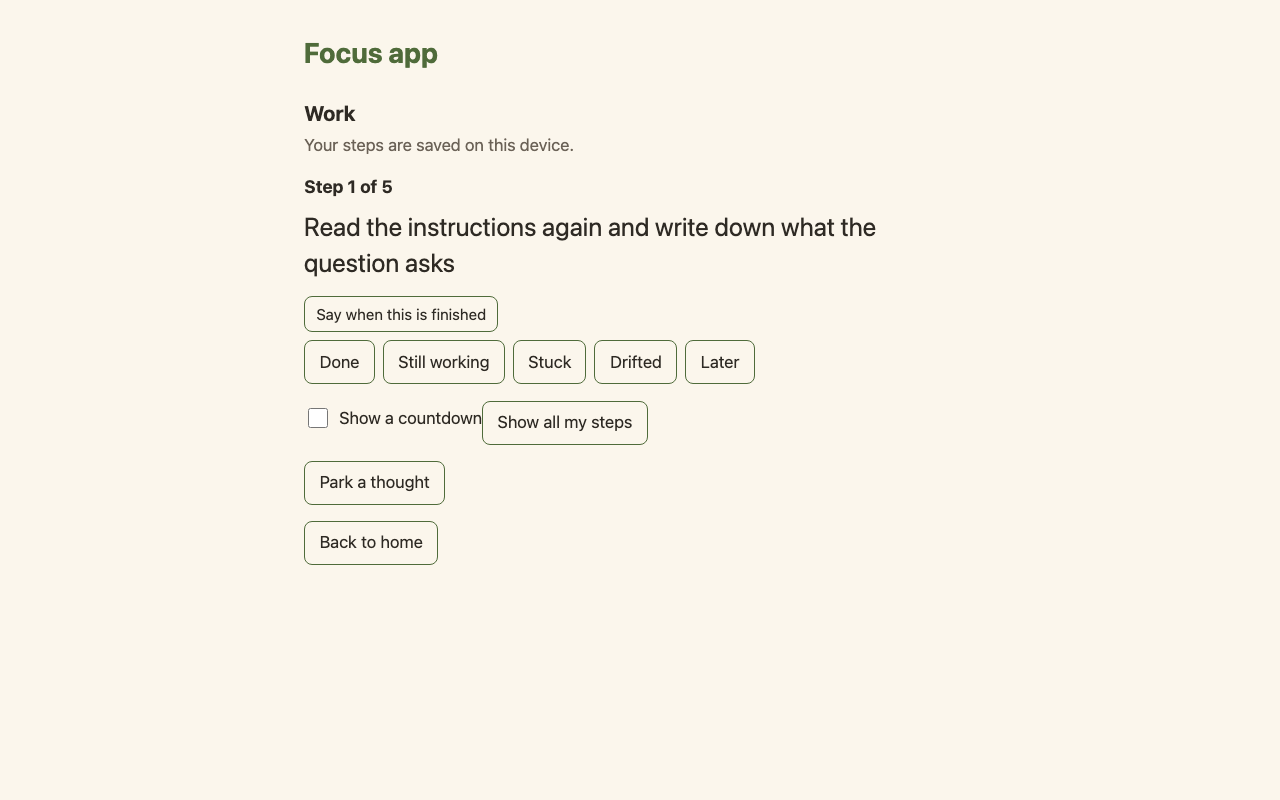 Focus app
Work
Your steps are saved on this device.
Step 1 of 5
Read the instructions again and write down what the
question asks
Say when this is finished
Done Still working Stuck Drifted Later
Show a countdown Show all my steps
Park a thought
Back to home